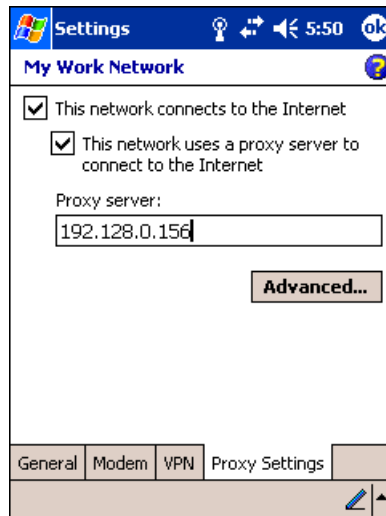 Settings 5:50 ok
My Work Network ?
This network connects to the Internet
This network uses a proxy server to
connect to the Internet
Proxy server:
192.128.0.156
Advanced...
General Modem VPN Proxy Settings